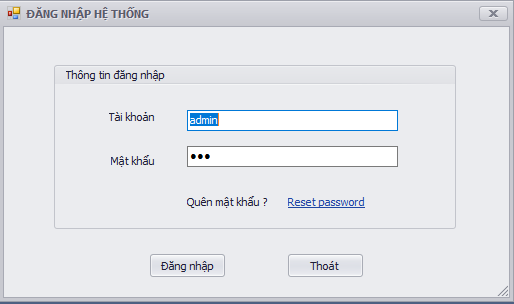 ĐĂNG NHẬP HỆ THỐNG
Thông tin đăng nhập
Tài khoản admin
Mật khẩu ●●●
Quên mật khẩu ? Reset password
Đăng nhập Thoát